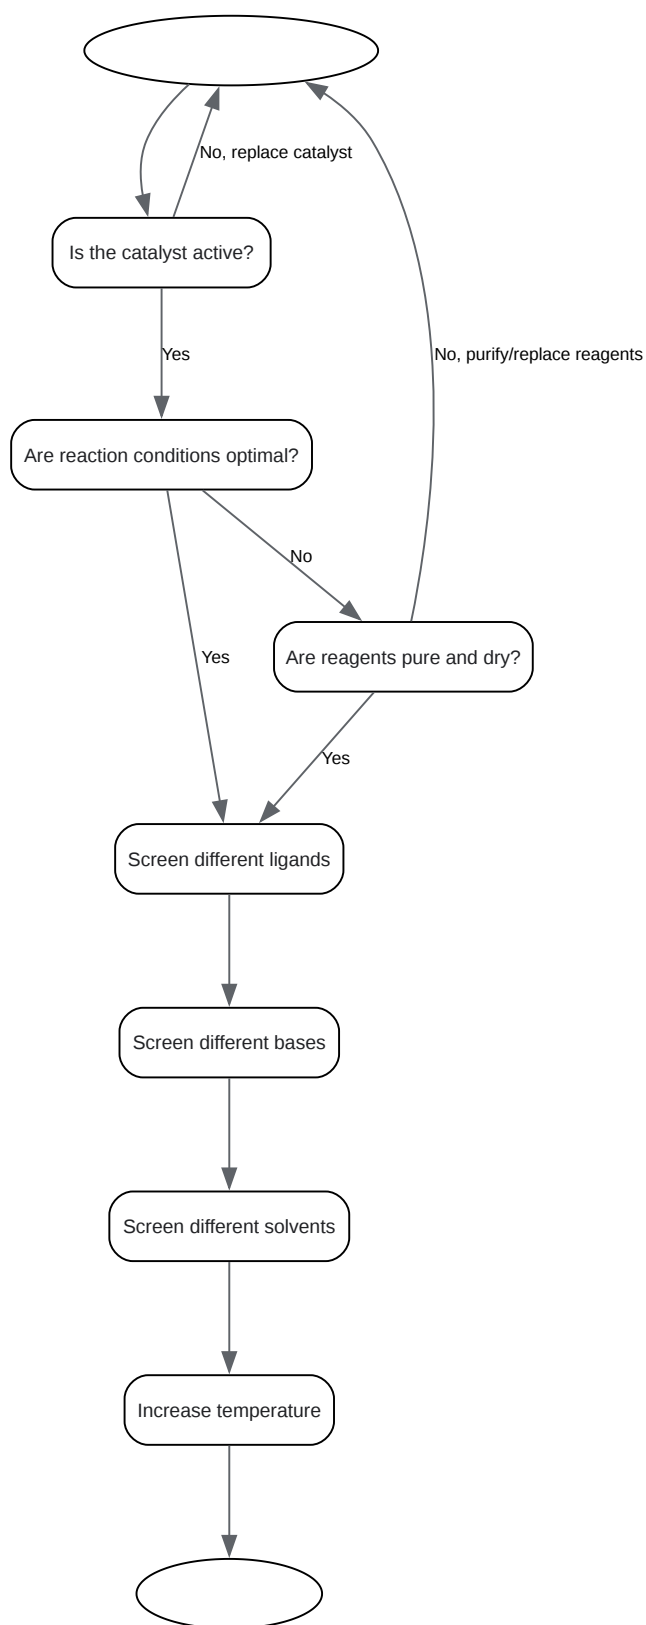 No, replace catalyst
Is the catalyst active?
Yes
No, purify/replace reagents
Are reaction conditions optimal?
No
Yes
Are reagents pure and dry?
Yes
Screen different ligands
Screen different bases
Screen different solvents
Increase temperature